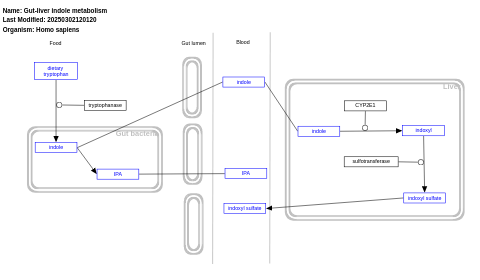 Name: Gut-liver indole metabolism
Last Modified: 20250302120120
Organism: Homo sapiens
Food
Gut lumen
Blood
dietary
tryptophan
tryptophanase
Gut bacteria
indole
IPA
indole
IPA
indoxyl sulfate
Liver
CYP2E1
indole
indoxyl
sulfotransferase
indoxyl sulfate